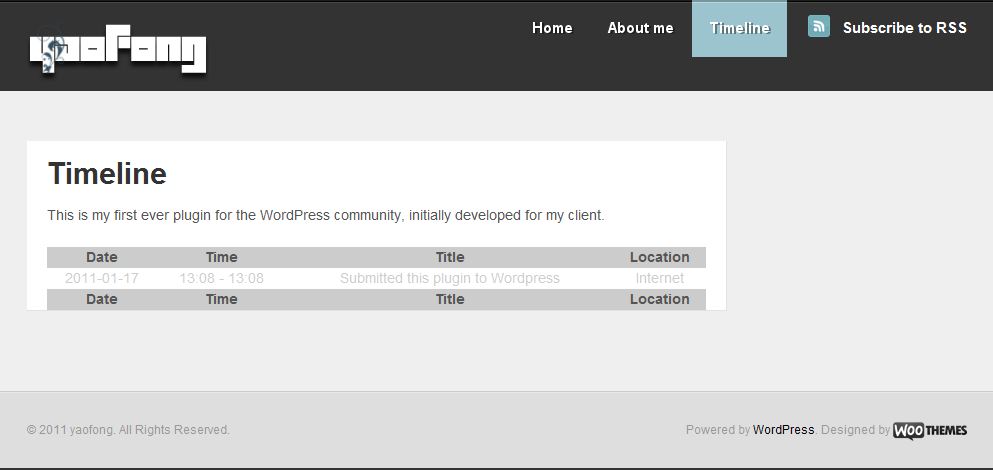 yaofong
Home About me Timeline Subscribe to RSS
Timeline
This is my first ever plugin for the WordPress community, initially developed for my client.
Date Time Title Location
2011-01-17 13:08 - 13:08 Submitted this plugin to Wordpress Internet
Date Time Title Location
© 2011 yaofong. All Rights Reserved. Powered by WordPress. Designed by WOOTHEMES